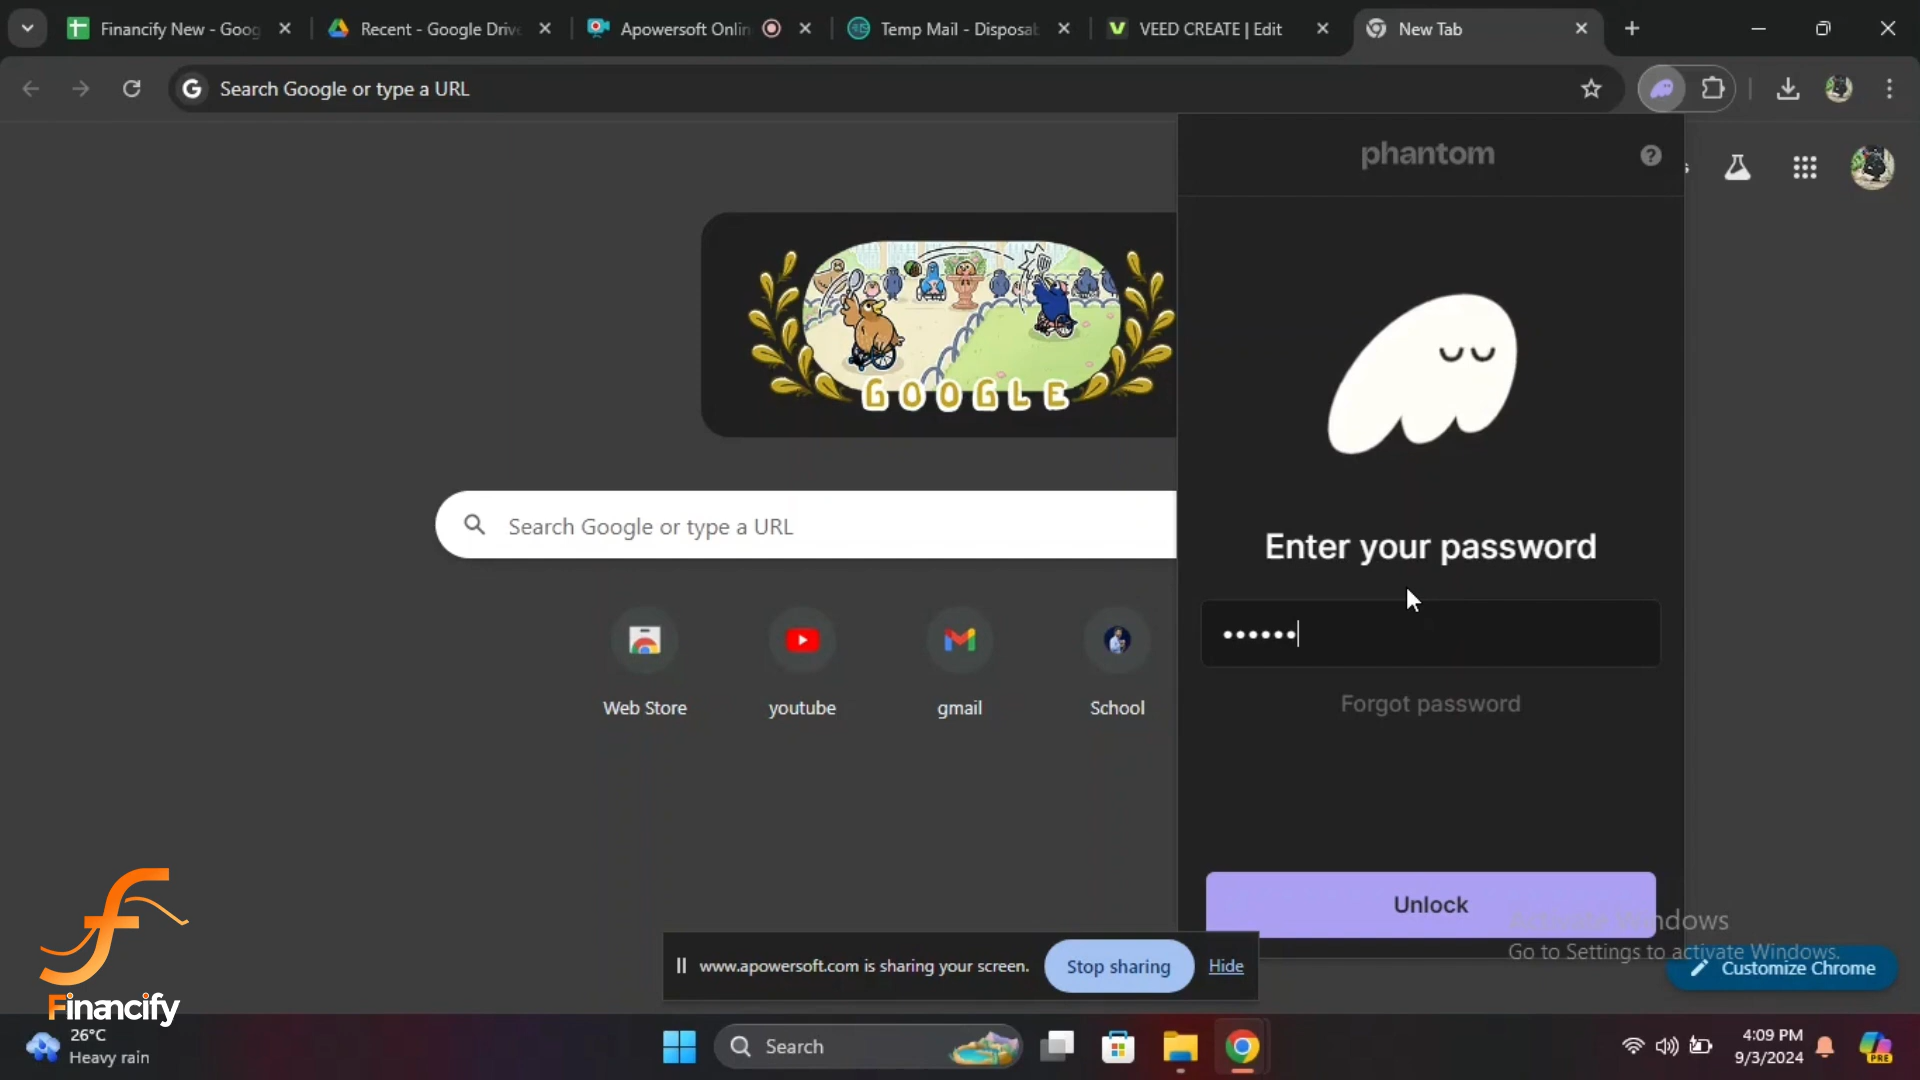 Financify New - Goog
Recent - Google Drive
Apowersoft Onlin
Temp Mail - Disposab
VEED CREATE | Edit
New Tab
Search Google or type a URL
phantom
GOOGLE
Search Google or type a URL
Enter your password
••••••
Forgot password
Web Store
youtube
gmail
School
Unlock
Activate Windows
Go to Settings to activate Windows.
www.apowersoft.com is sharing your screen.
Stop sharing
Hide
Customize Chrome
Financify
26°C
Heavy rain
Search
4:09 PM
9/3/2024
PRE